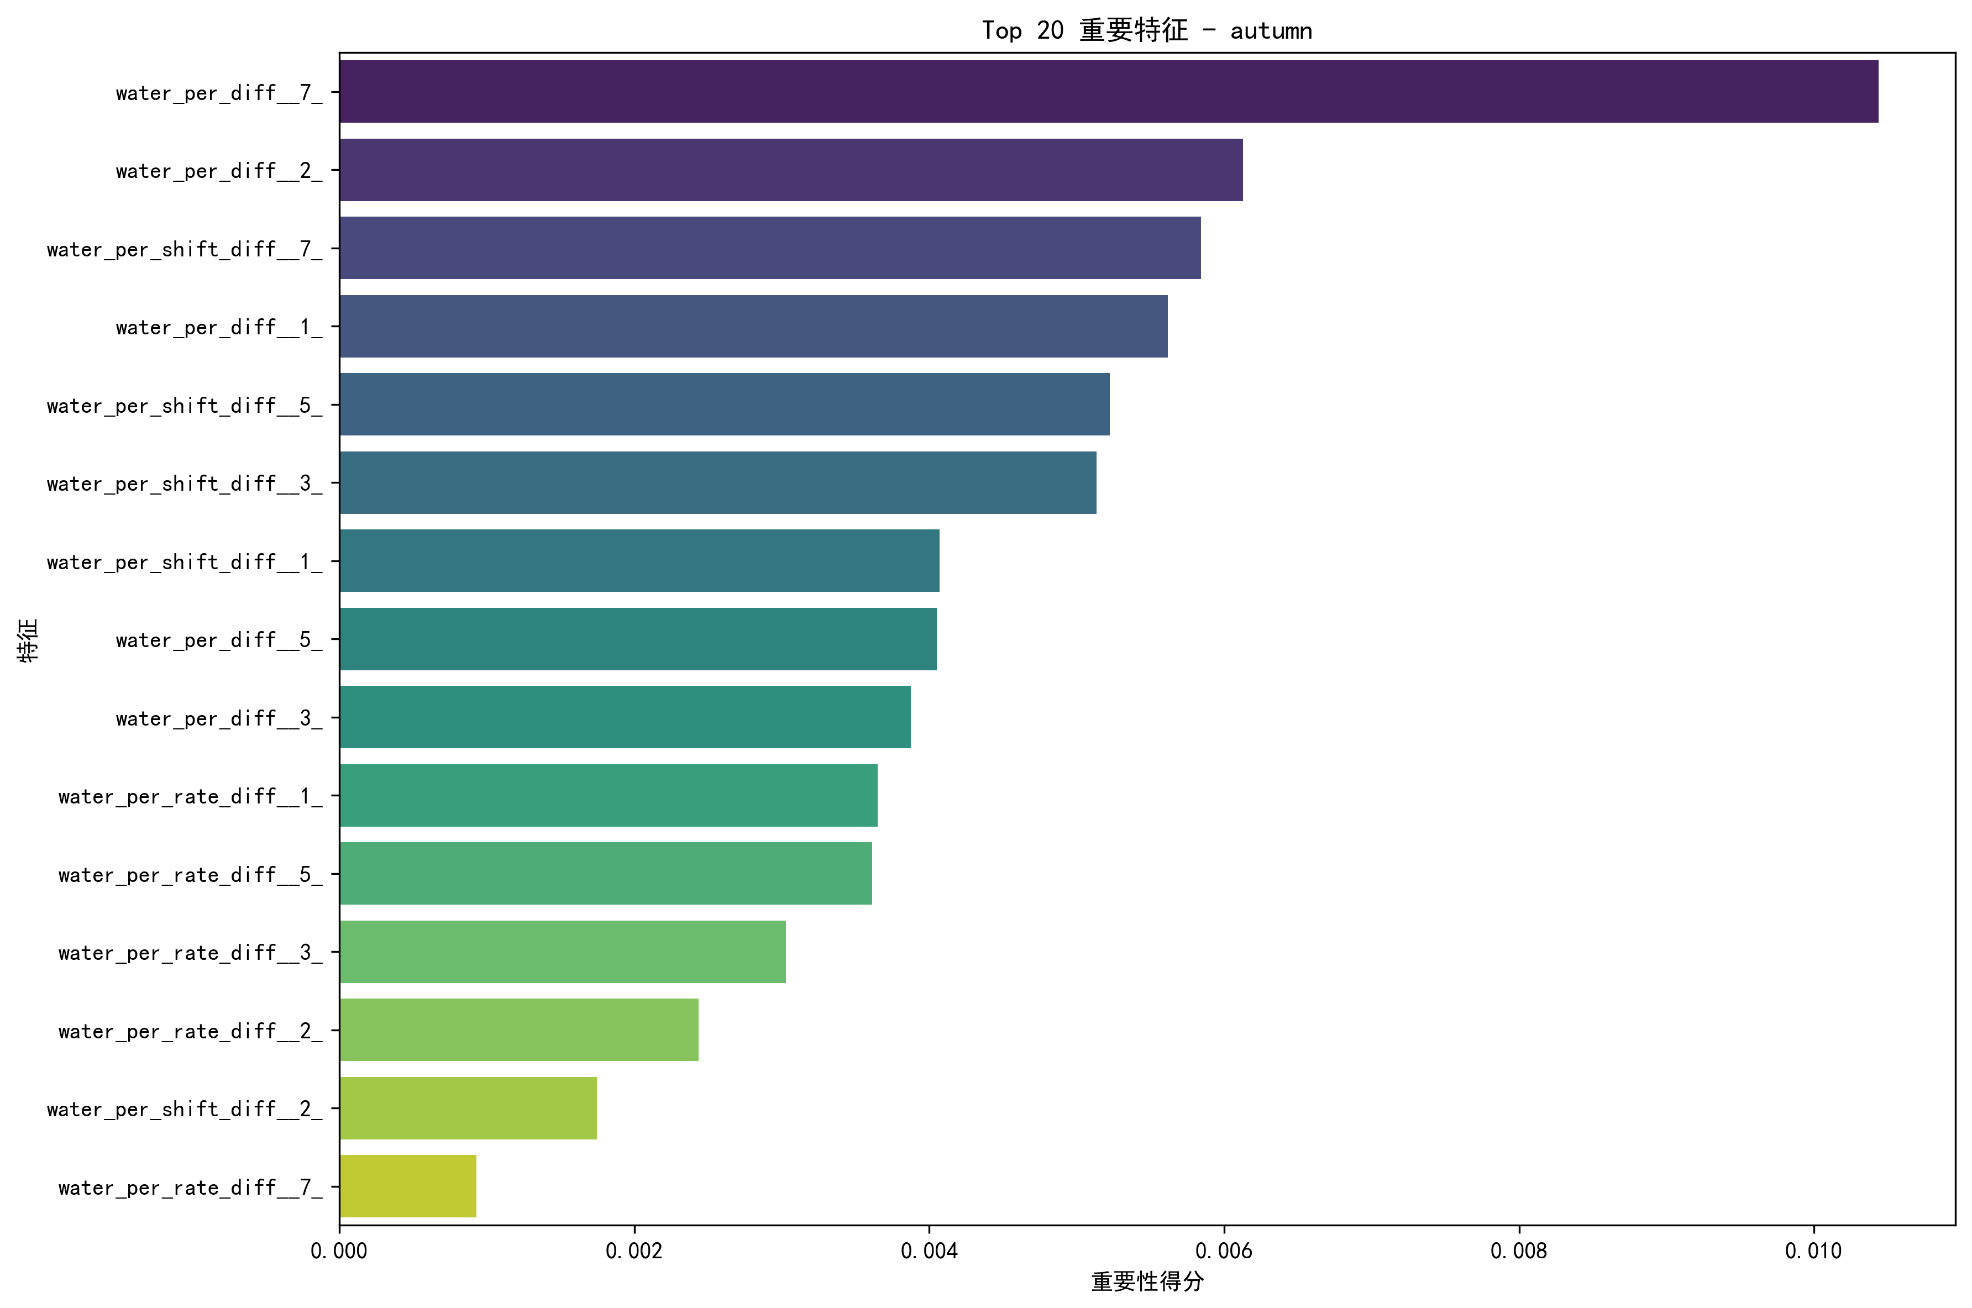 Top 20 重要特征 - autumn
water_per_diff__7_
water_per_diff__2_
water_per_shift_diff__7_
water_per_diff__1_
water_per_shift_diff__5_
water_per_shift_diff__3_
water_per_shift_diff__1_
water_per_diff__5_
water_per_diff__3_
water_per_rate_diff__1_
water_per_rate_diff__5_
water_per_rate_diff__3_
water_per_rate_diff__2_
water_per_shift_diff__2_
water_per_rate_diff__7_
特征
0.000 0.002 0.004 0.006 0.008 0.010
重要性得分